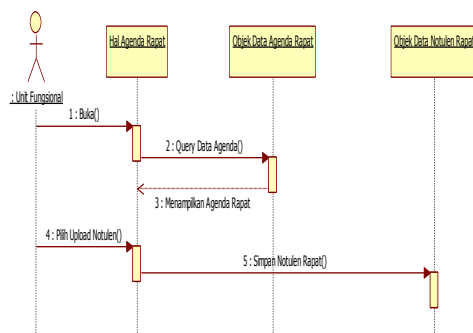 Hal Agenda Rapat
Objek Data Agenda Rapat
Objek Data Notulen Rapat
: Unit Fungsional
1 : Buka()
2 : Query Data Agenda()
3 : Menampilkan Agenda Rapat
4 : Pilih Upload Notulen()
5 : Simpan Notulen Rapat()